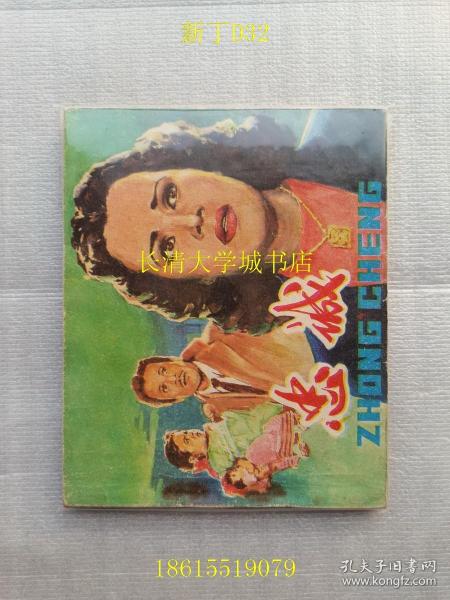 新丁D32
长清大学城书店
忠诚
ZHONG CHENG
18615519079
孔夫子旧书网
www.kongfz.com